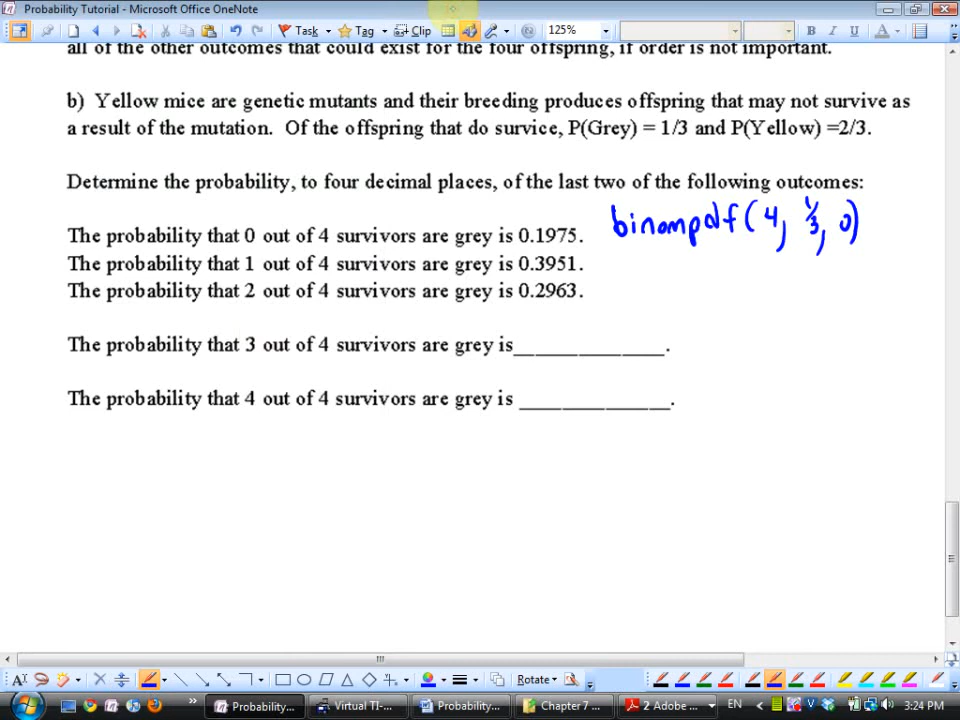 Probability Tutorial - Microsoft Office OneNote
Task Tag Clip 125% B I U A
all of the other outcomes that could exist for the four offspring, if order is not important.
b) Yellow mice are genetic mutants and their breeding produces offspring that may not survive as
a result of the mutation. Of the offspring that do survice, P(Grey) = 1/3 and P(Yellow) =2/3.
Determine the probability, to four decimal places, of the last two of the following outcomes:
binompdf(4, 1/3, 0)
The probability that 0 out of 4 survivors are grey is 0.1975.
The probability that 1 out of 4 survivors are grey is 0.3951.
The probability that 2 out of 4 survivors are grey is 0.2963.
The probability that 3 out of 4 survivors are grey is______________.
The probability that 4 out of 4 survivors are grey is ______________.
Rotate
Probability... Virtual TI-... Probability... Chapter 7 ... 2 Adobe ... EN 3:24 PM